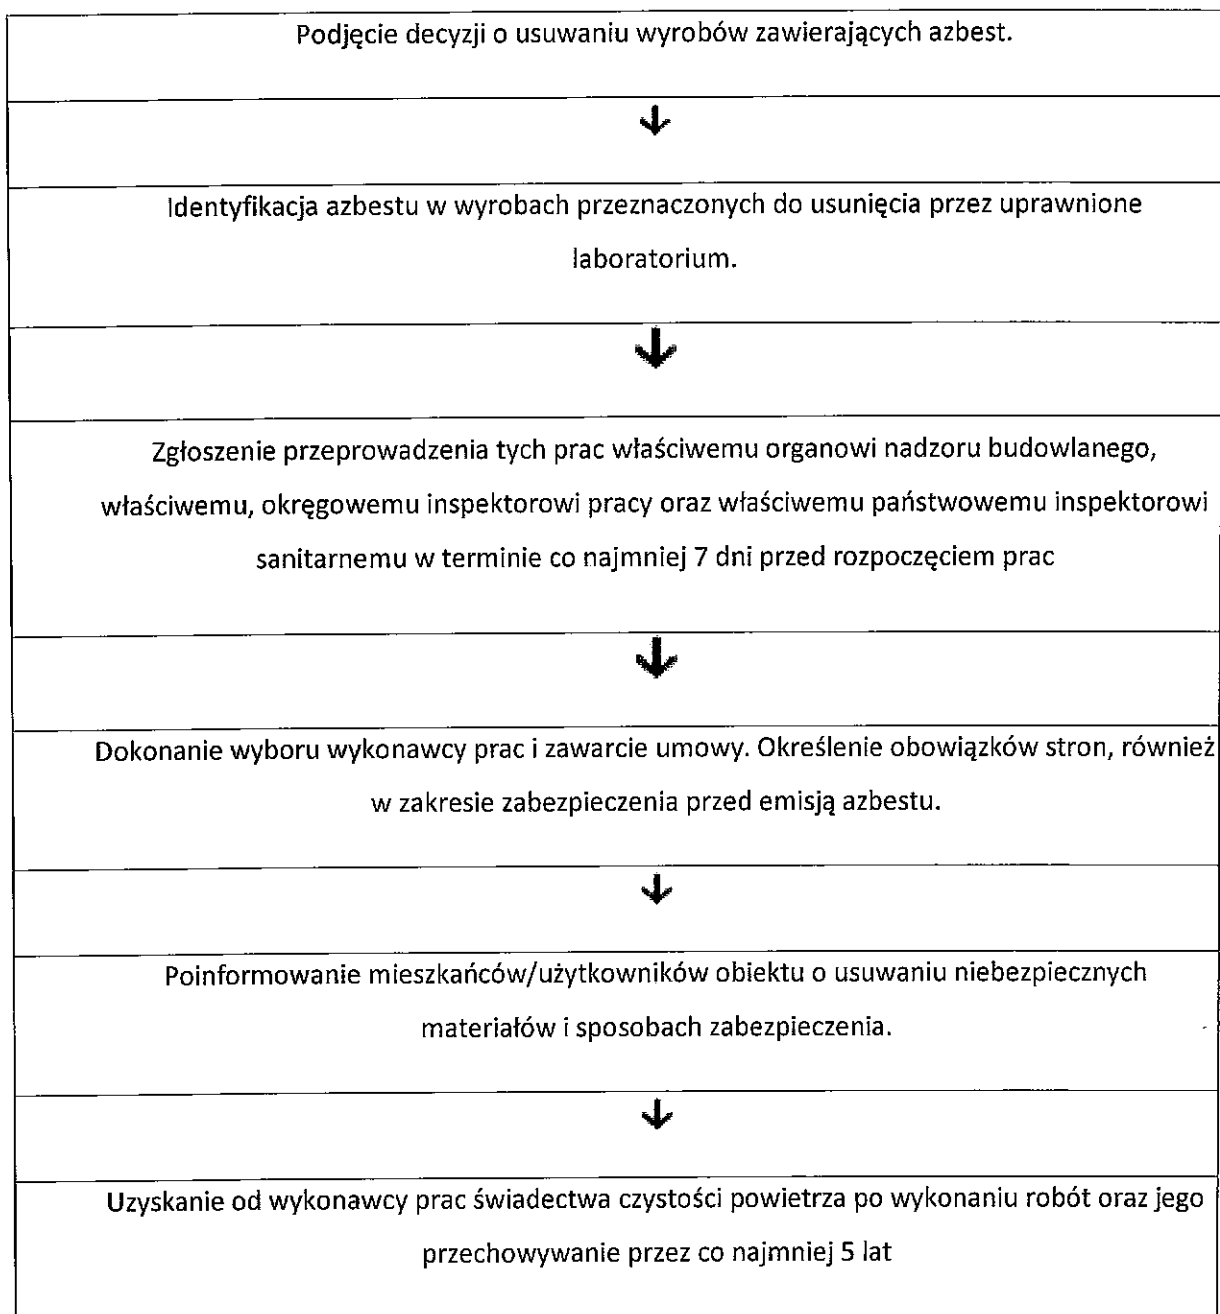 Podjęcie decyzji o usuwaniu wyrobów zawierających azbest.
Identyfikacja azbestu w wyrobach przeznaczonych do usunięcia przez uprawnione
laboratorium.
Zgłoszenie przeprowadzenia tych prac właściwemu organowi nadzoru budowlanego,
właściwemu, okręgowemu inspektorowi pracy oraz właściwemu państwowemu inspektorowi
sanitarnemu w terminie co najmniej 7 dni przed rozpoczęciem prac
Dokonanie wyboru wykonawcy prac i zawarcie umowy. Określenie obowiązków stron, również
w zakresie zabezpieczenia przed emisją azbestu.
Poinformowanie mieszkańców/użytkowników obiektu o usuwaniu niebezpiecznych
materiałów i sposobach zabezpieczenia.
Uzyskanie od wykonawcy prac świadectwa czystości powietrza po wykonaniu robót oraz jego
przechowywanie przez co najmniej 5 lat